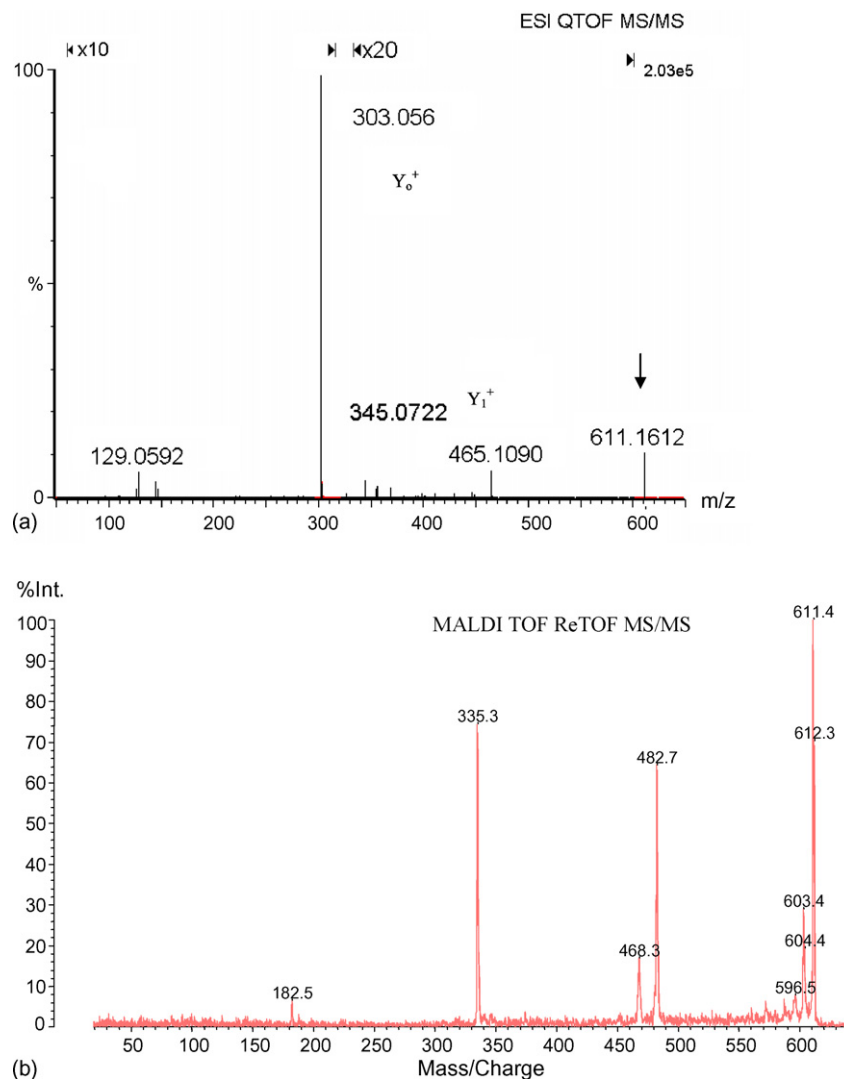 ESI QTOF MS/MS
x10
x20
2.03e5
100
303.056
Y₀⁺
%
345.0722
Y₁⁺
129.0592
465.1090
611.1612
0
100 200 300 400 500 600 m/z
(a)
%Int.
MALDI TOF ReTOF MS/MS
611.4
100
90
80
335.3
612.3
70
482.7
60
50
40
603.4
30
604.4
20
468.3
596.5
10
182.5
0
50 100 150 200 250 300 350 400 450 500 550 600
Mass/Charge
(b)